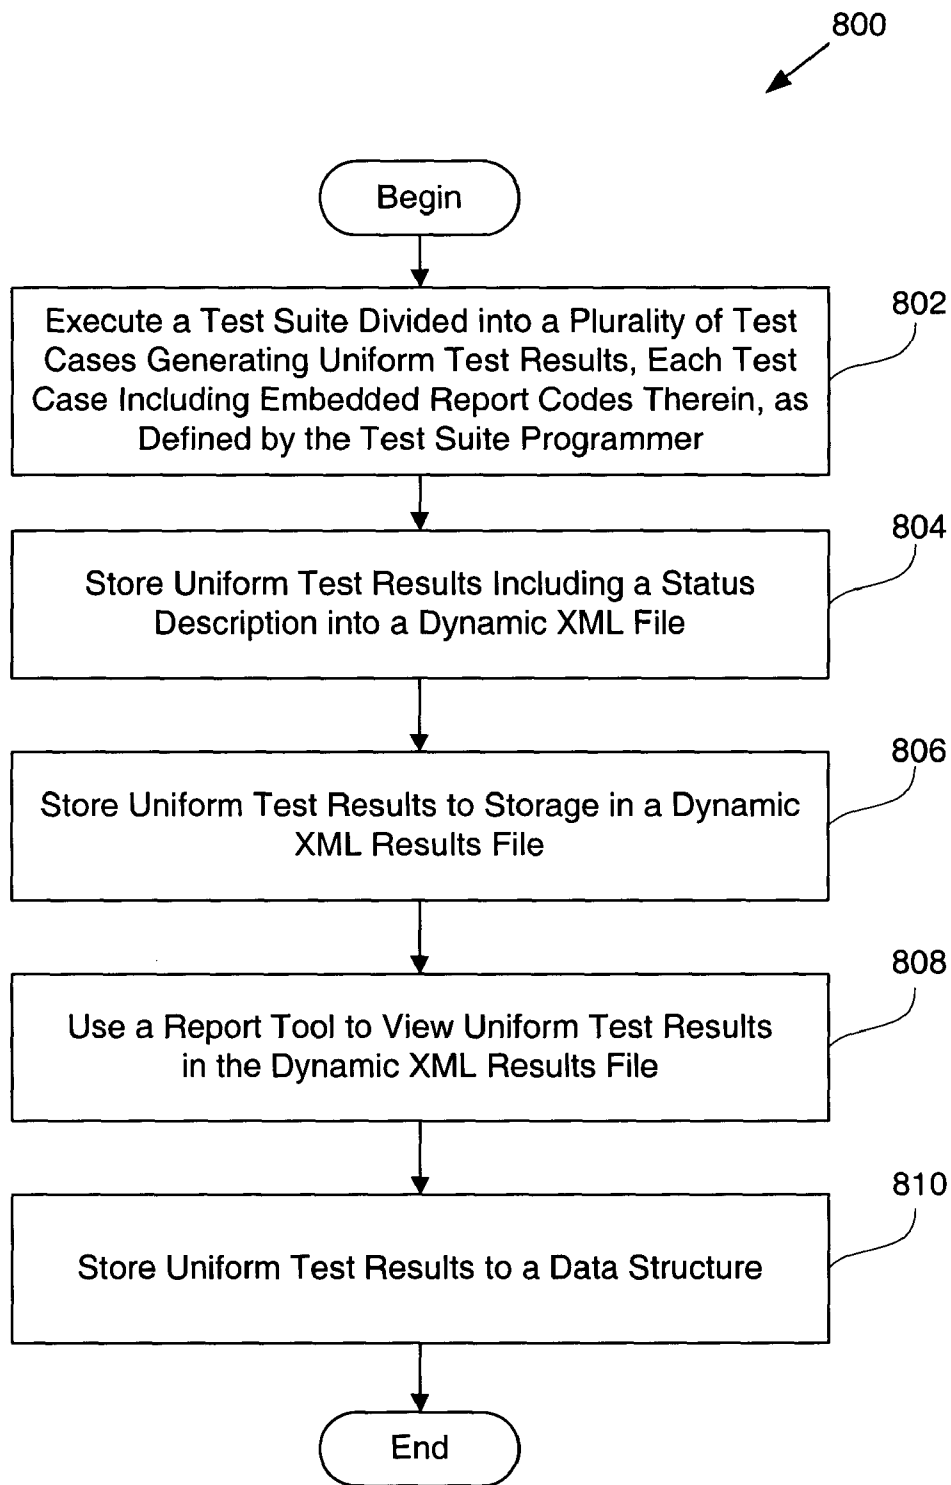 800
Begin
Execute a Test Suite Divided into a Plurality of Test
Cases Generating Uniform Test Results, Each Test
Case Including Embedded Report Codes Therein, as
Defined by the Test Suite Programmer
802
Store Uniform Test Results Including a Status
Description into a Dynamic XML File
804
Store Uniform Test Results to Storage in a Dynamic
XML Results File
806
Use a Report Tool to View Uniform Test Results
in the Dynamic XML Results File
808
Store Uniform Test Results to a Data Structure
810
End